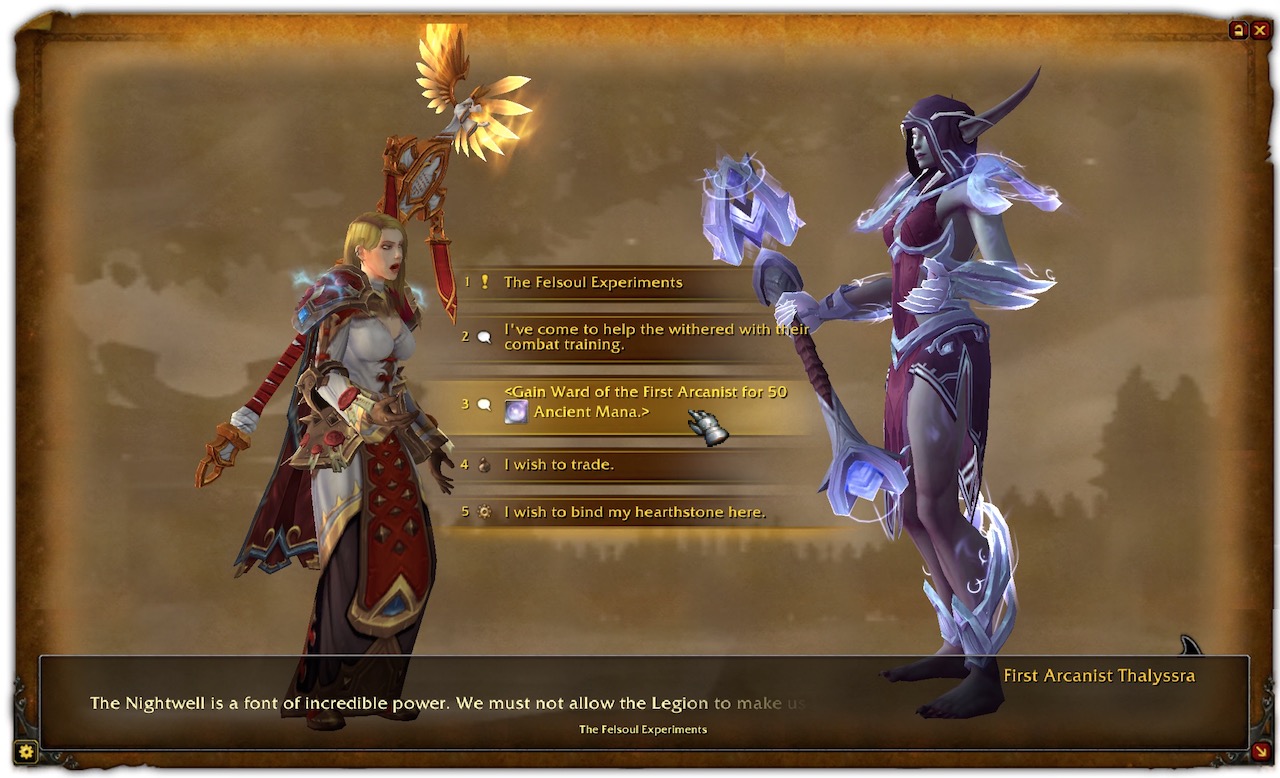 1 ! The Felsoul Experiments
2 I've come to help the withered with their
combat training.
3 <Gain Ward of the First Arcanist for 50
Ancient Mana.>
4 I wish to trade.
5 I wish to bind my hearthstone here.
First Arcanist Thalyssra
The Nightwell is a font of incredible power. We must not allow the Legion to make us
The Felsoul Experiments